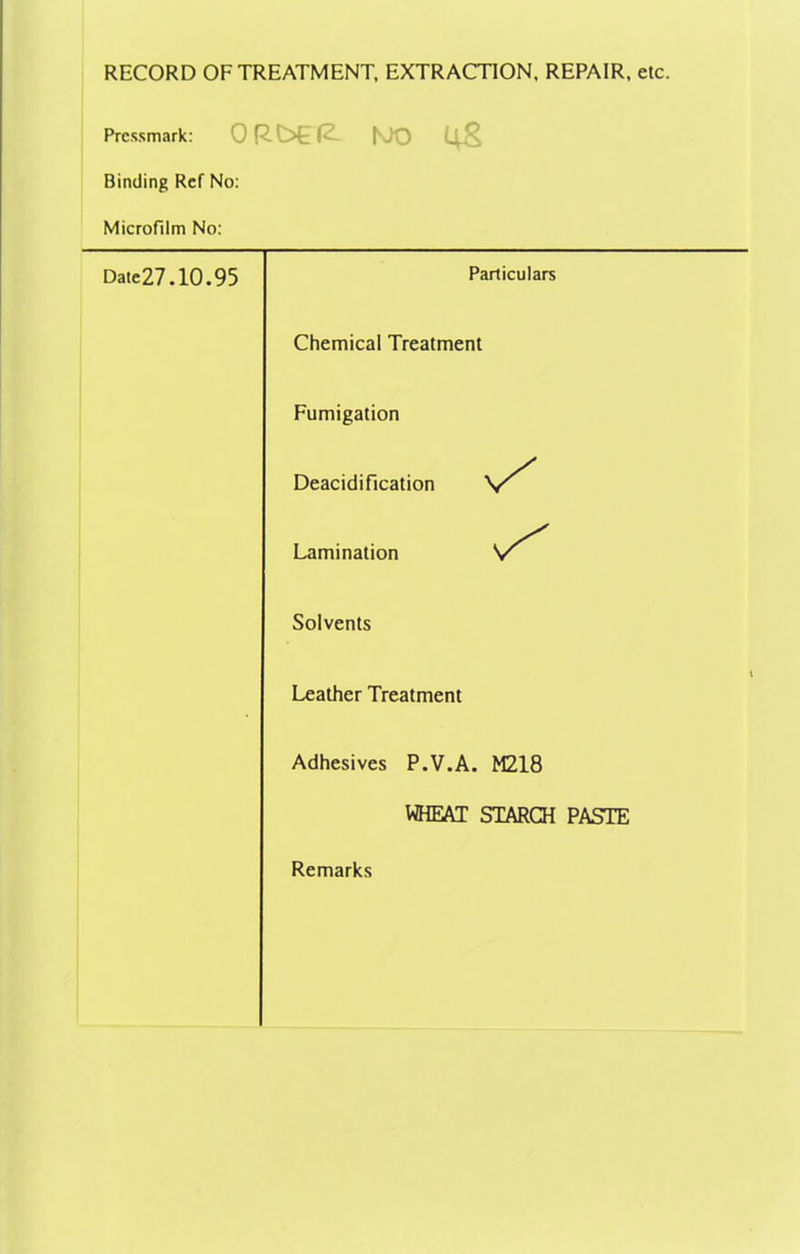 RECORD OF TREATMENT, EXTRACTION, REPAIR, etc.
Pressmark: ORDER NO 48
Binding Ref No:
Microfilm No:
Date27.10.95
Particulars
Chemical Treatment
Fumigation
Deacidification ✓
Lamination ✓
Solvents
Leather Treatment
Adhesives P.V.A. M218
WHEAT STARCH PASTE
Remarks